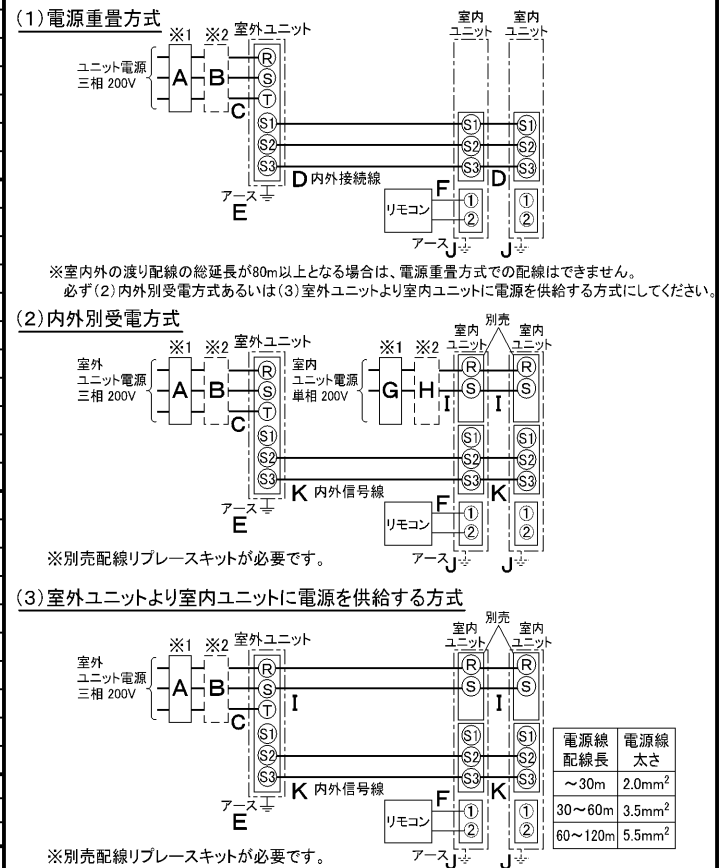 (1)電源重畳方式
※1 ※2 室外ユニット
室内
ユニット
室内
ユニット
ユニット電源
三相 200V
A
B
C
R
S
T
S1
S2
S3
S1
S2
S3
S1
S2
S3
D 内外接続線
D
アース
E
F
リモコン
①
②
①
②
アース J
J
※室内外の渡り配線の総延長が80m以上となる場合は、電源重畳方式での配線はできません。
必ず(2)内外別受電方式あるいは(3)室外ユニットより室内ユニットに電源を供給する方式にしてください。
(2)内外別受電方式
※1 ※2 室外ユニット
室外
ユニット電源
三相 200V
A
B
C
R
S
T
S1
S2
S3
室内
ユニット電源
単相 200V
※1 ※2
G
H
I
I
室内
ユニット
別売
室内
ユニット
R
S
S1
S2
S3
R
S
S1
S2
S3
K 内外信号線
K
アース
E
F
リモコン
①
②
①
②
アース J
J
※別売配線リプレースキットが必要です。
(3)室外ユニットより室内ユニットに電源を供給する方式
※1 ※2 室外ユニット
室外
ユニット電源
三相 200V
A
B
C
R
S
T
S1
S2
S3
I
I
室内
ユニット
別売
室内
ユニット
R
S
S1
S2
S3
R
S
S1
S2
S3
K 内外信号線
K
アース
E
F
リモコン
①
②
①
②
アース J
J
※別売配線リプレースキットが必要です。
電源線
配線長
電源線
太さ
～30m 2.0mm²
30～60m 3.5mm²
60～120m 5.5mm²